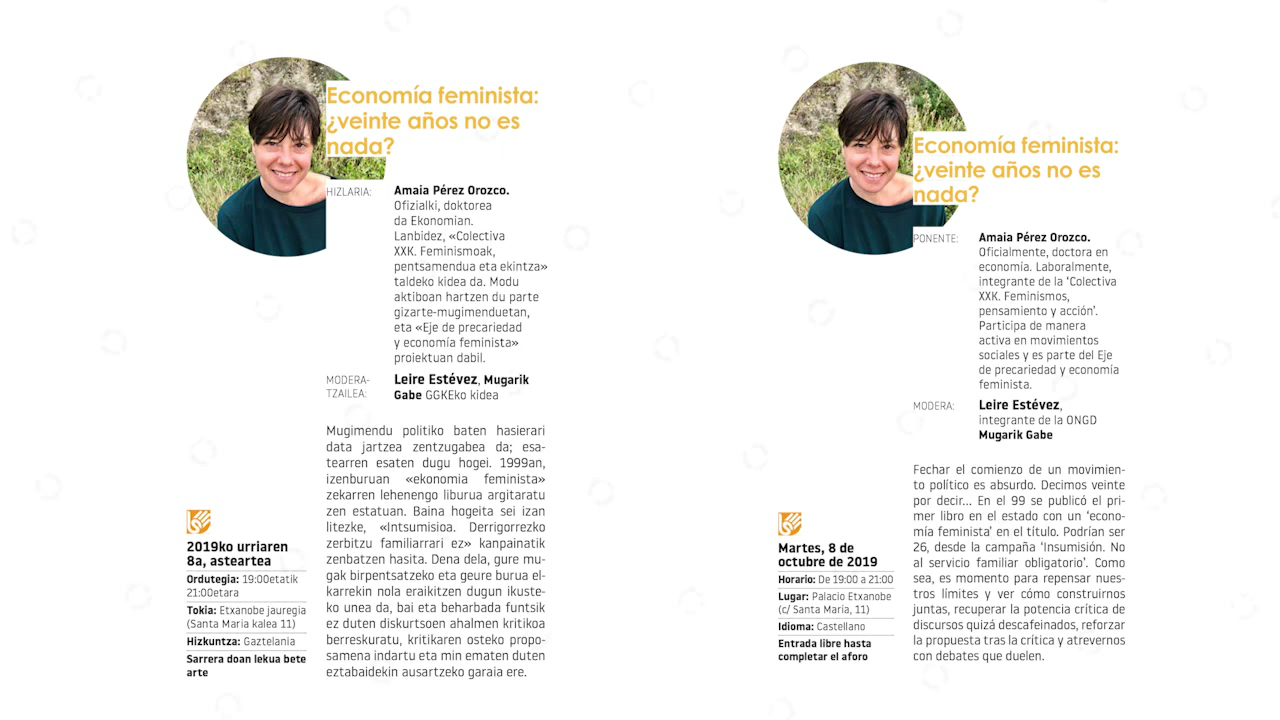 Economía feminista:
¿veinte años no es
nada?
HIZLARIA:
Amaia Pérez Orozco.
Ofizialki, doktorea
da Ekonomian.
Lanbidez, «Colectiva
XXK. Feminismoak,
pentsamendua eta ekintza»
taldeko kidea da. Modu
aktiboan hartzen du parte
gizarte-mugimenduetan,
eta «Eje de precariedad
y economía feminista»
proiektuan dabil.
MODERA-
TZAILEA:
Leire Estévez, Mugarik
Gabe GGKEko kidea
Mugimendu politiko baten hasierari
data jartzea zentzugabea da; esa-
tearren esaten dugu hogei. 1999an,
izenburuan «ekonomia feminista»
zekarren lehenengo liburua argitaratu
zen estatuan. Baina hogeita sei izan
litezke, «Intsumisioa. Derrigorrezko
zerbitzu familiarrari ez» kanpainatik
zenbatzen hasita. Dena dela, gure mu-
gak birpentsatzeko eta geure burua el-
karrekin nola eraikitzen dugun ikuste-
ko unea da, bai eta beharbada funtsik
ez duten diskurtsoen ahalmen kritikoa
berreskuratu, kritikaren osteko propo-
samena indartu eta min ematen duten
eztabaidekin ausartzeko garaia ere.
2019ko urriaren
8a, asteartea
Ordutegia: 19:00etatik
21:00etara
Tokia: Etxanobe jauregia
(Santa Maria kalea 11)
Hizkuntza: Gaztelania
Sarrera doan lekua bete
arte
Economía feminista:
¿veinte años no es
nada?
PONENTE:
Amaia Pérez Orozco.
Oficialmente, doctora en
economía. Laboralmente,
integrante de la ‘Colectiva
XXK. Feminismos,
pensamiento y acción’.
Participa de manera
activa en movimientos
sociales y es parte del Eje
de precariedad y economía
feminista.
MODERA:
Leire Estévez,
integrante de la ONGD
Mugarik Gabe
Fechar el comienzo de un movimien-
to político es absurdo. Decimos veinte
por decir... En el 99 se publicó el pri-
mer libro en el estado con un ‘econo-
mía feminista’ en el título. Podrían ser
26, desde la campaña ‘Insumisión. No
al servicio familiar obligatorio’. Como
sea, es momento para repensar nues-
tros límites y ver cómo construirnos
juntas, recuperar la potencia crítica de
discursos quizá descafeinados, reforzar
la propuesta tras la crítica y atrevernos
con debates que duelen.
Martes, 8 de
octubre de 2019
Horario: De 19:00 a 21:00
Lugar: Palacio Etxanobe
(c/ Santa María, 11)
Idioma: Castellano
Entrada libre hasta
completar el aforo